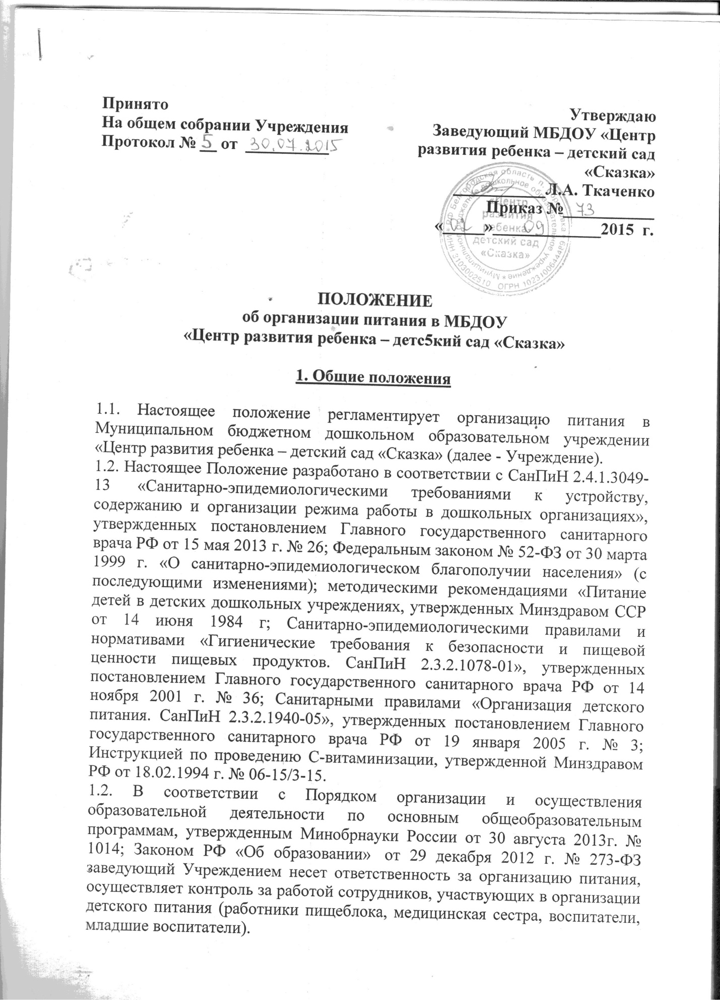 Принято
На общем собрании Учреждения
Протокол № 5 от 30.07.2015
Утверждаю
Заведующий МБДОУ «Центр
развития ребенка – детский сад
«Сказка»
Л.А. Ткаченко
Приказ № 73
« » 09 2015 г.
«Центр
развития
ребенка-
детский сад
«Сказка»
РФ Белгородская область п.
Муниципальное бюджетное дошкольное образовательное учреждение
ИНН 3103002510 ОГРН 1023100644489
ПОЛОЖЕНИЕ
об организации питания в МБДОУ
«Центр развития ребенка – детс5кий сад «Сказка»
1. Общие положения
1.1. Настоящее положение регламентирует организацию питания в
Муниципальном бюджетном дошкольном образовательном учреждении
«Центр развития ребенка – детский сад «Сказка» (далее - Учреждение).
1.2. Настоящее Положение разработано в соответствии с СанПиН 2.4.1.3049-
13 «Санитарно-эпидемиологическими требованиями к устройству,
содержанию и организации режима работы в дошкольных организациях»,
утвержденных постановлением Главного государственного санитарного
врача РФ от 15 мая 2013 г. № 26; Федеральным законом № 52-ФЗ от 30 марта
1999 г. «О санитарно-эпидемиологическом благополучии населения» (с
последующими изменениями); методическими рекомендациями «Питание
детей в детских дошкольных учреждениях, утвержденных Минздравом ССР
от 14 июня 1984 г; Санитарно-эпидемиологическими правилами и
нормативами «Гигиенические требования к безопасности и пищевой
ценности пищевых продуктов. СанПиН 2.3.2.1078-01», утвержденных
постановлением Главного государственного санитарного врача РФ от 14
ноября 2001 г. № 36; Санитарными правилами «Организация детского
питания. СанПиН 2.3.2.1940-05», утвержденных постановлением Главного
государственного санитарного врача РФ от 19 января 2005 г. № 3;
Инструкцией по проведению С-витаминизации, утвержденной Минздравом
РФ от 18.02.1994 г. № 06-15/3-15.
1.2. В соответствии с Порядком организации и осуществления
образовательной деятельности по основным общеобразовательным
программам, утвержденным Минобрнауки России от 30 августа 2013г. №
1014; Законом РФ «Об образовании» от 29 декабря 2012 г. № 273-ФЗ
заведующий Учреждением несет ответственность за организацию питания,
осуществляет контроль за работой сотрудников, участвующих в организации
детского питания (работники пищеблока, медицинская сестра, воспитатели,
младшие воспитатели).